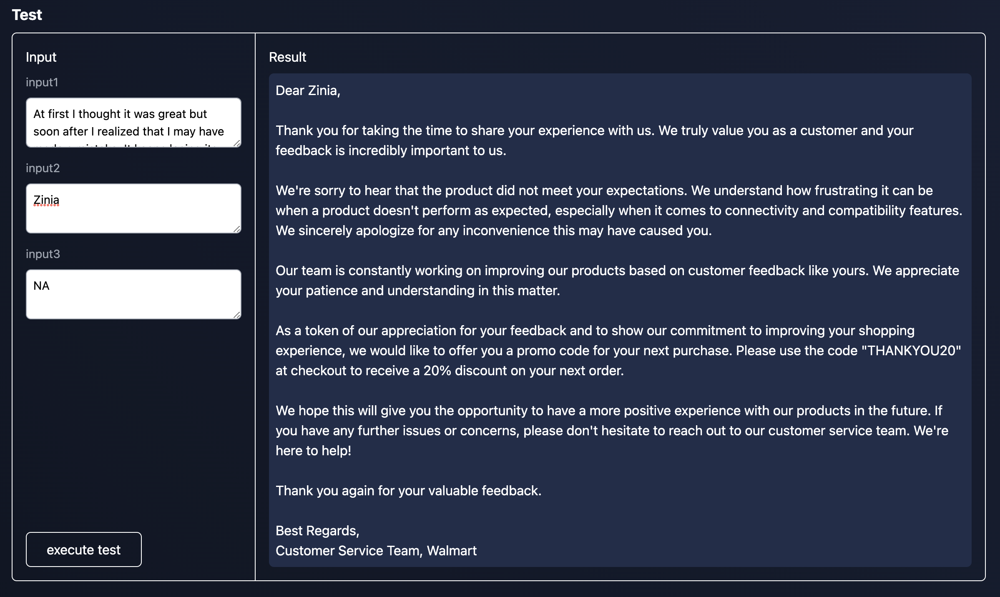 Test
Input
input1
At first I thought it was great but
soon after I realized that I may have
input2
Zinia
input3
NA
execute test
Result
Dear Zinia,
Thank you for taking the time to share your experience with us. We truly value you as a customer and your
feedback is incredibly important to us.
We're sorry to hear that the product did not meet your expectations. We understand how frustrating it can be
when a product doesn't perform as expected, especially when it comes to connectivity and compatibility features.
We sincerely apologize for any inconvenience this may have caused you.
Our team is constantly working on improving our products based on customer feedback like yours. We appreciate
your patience and understanding in this matter.
As a token of our appreciation for your feedback and to show our commitment to improving your shopping
experience, we would like to offer you a promo code for your next purchase. Please use the code "THANKYOU20"
at checkout to receive a 20% discount on your next order.
We hope this will give you the opportunity to have a more positive experience with our products in the future. If
you have any further issues or concerns, please don't hesitate to reach out to our customer service team. We're
here to help!
Thank you again for your valuable feedback.
Best Regards,
Customer Service Team, Walmart